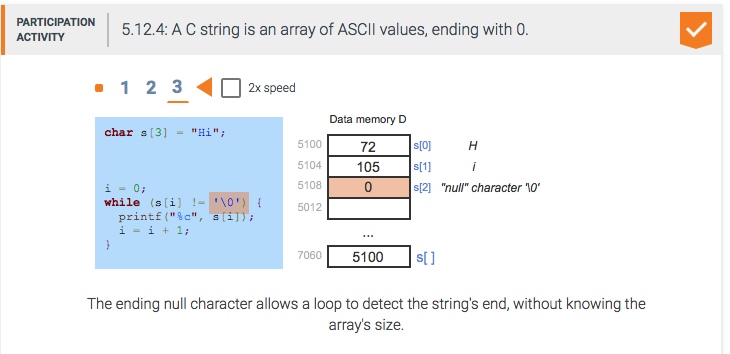 PARTICIPATION
ACTIVITY
5.12.4: A C string is an array of ASCII values, ending with 0.
1 2 3 2x speed
char s[3] = "Hi";
i = 0;
while (s[i] != '\0') {
printf("%c", s[i]);
i = i + 1;
}
Data memory D
5100 72 s[0] H
5104 105 s[1] i
5108 0 s[2] "null" character '\0'
5012
...
7060 5100 s[ ]
The ending null character allows a loop to detect the string's end, without knowing the
array's size.